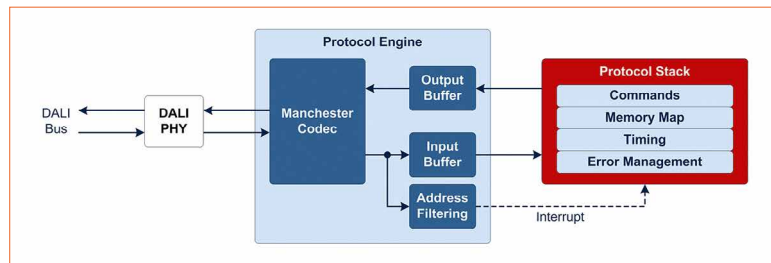 Protocol Engine
DALI
Bus
DALI
PHY
Manchester
Codec
Output
Buffer
Input
Buffer
Address
Filtering
Protocol Stack
Commands
Memory Map
Timing
Error Management
Interrupt